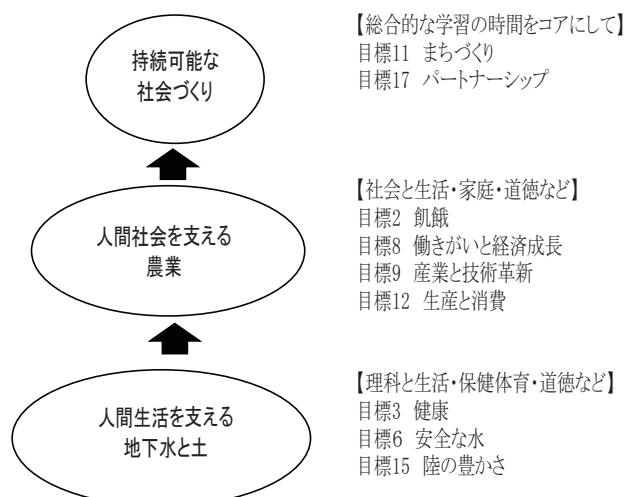 持続可能な
社会づくり
【総合的な学習の時間をコアにして】
目標11 まちづくり
目標17 パートナーシップ
人間社会を支える
農業
【社会と生活・家庭・道徳など】
目標2 飢餓
目標8 働きがいと経済成長
目標9 産業と技術革新
目標12 生産と消費
人間生活を支える
地下水と土
【理科と生活・保健体育・道徳など】
目標3 健康
目標6 安全な水
目標15 陸の豊かさ